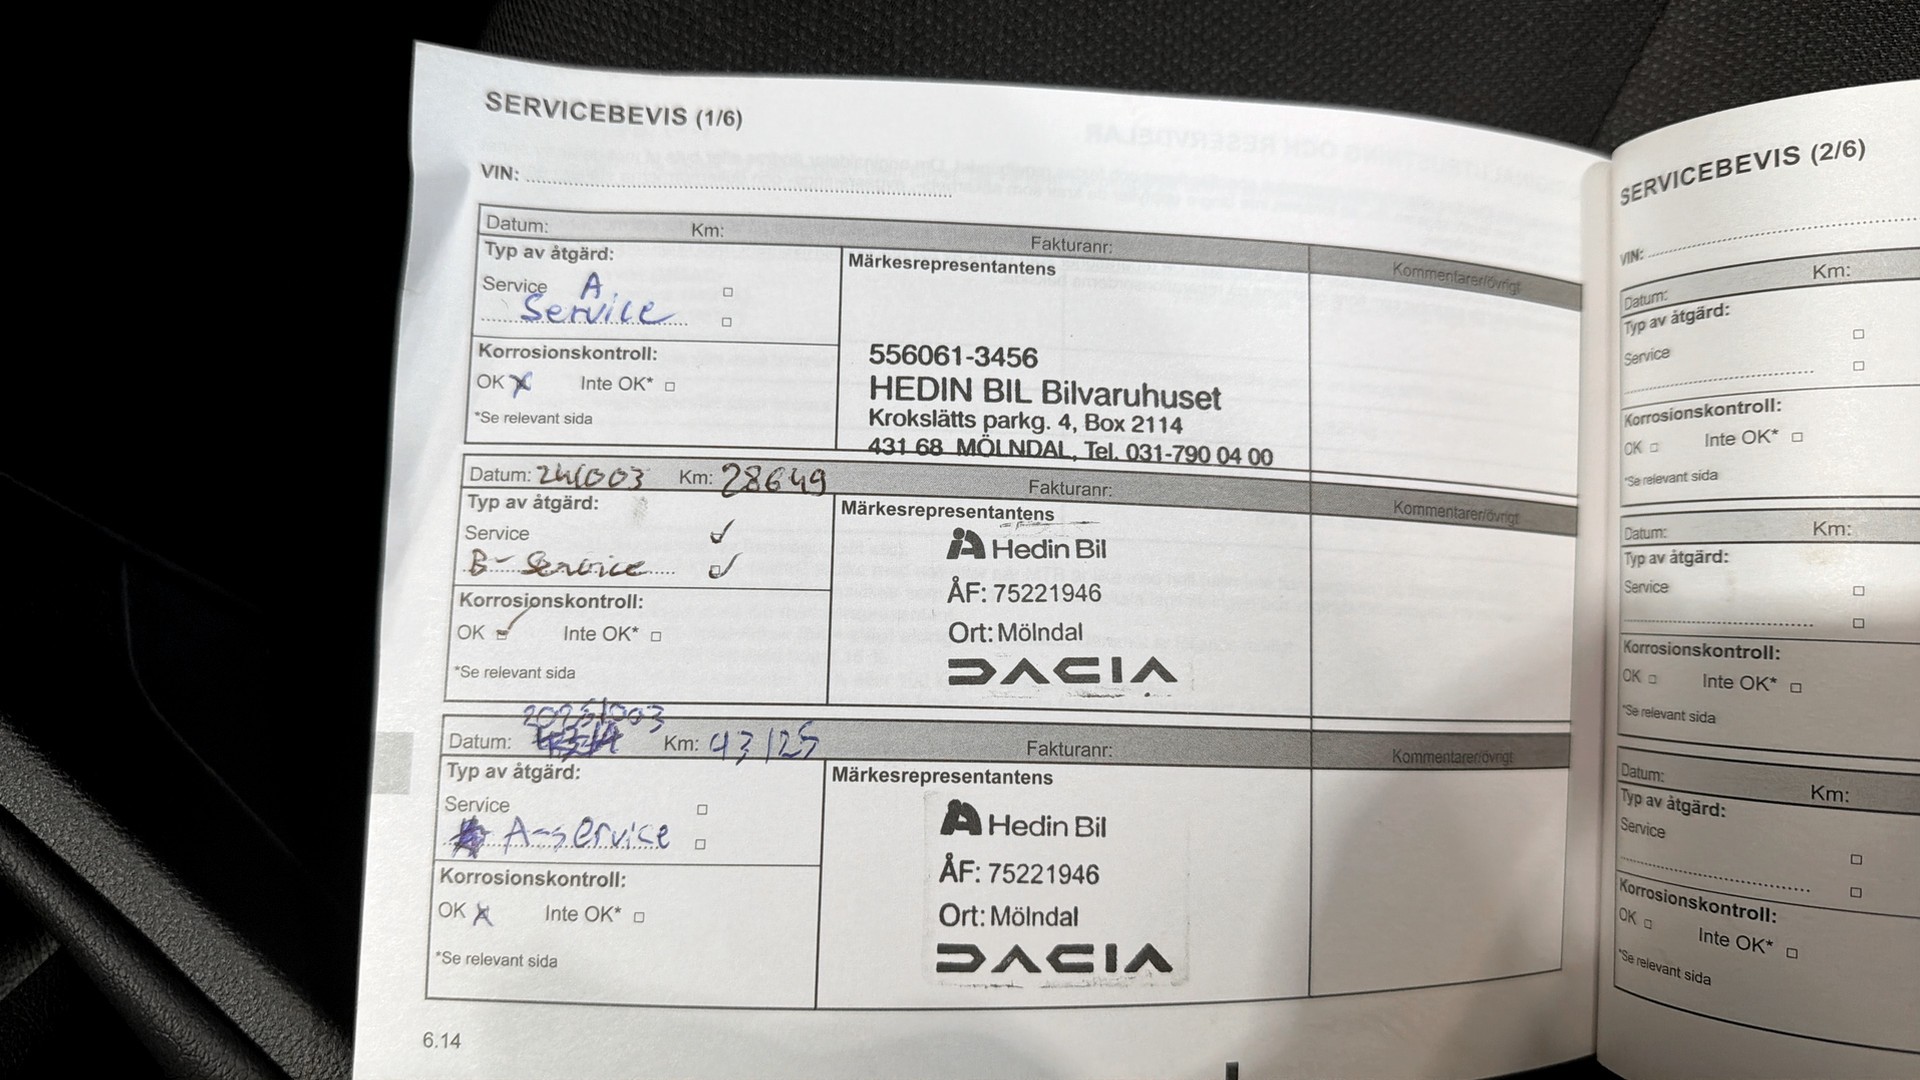 SERVICEBEVIS (1/6)
VIN:
Datum: Km: Fakturanr: Kommentarer/övrigt
Typ av åtgärd:
Service A
Service
Korrosionskontroll:
OK Inte OK*
*Se relevant sida
Märkesrepresentantens
556061-3456
HEDIN BIL Bilvaruhuset
Krokslätts parkg. 4, Box 2114
431 68 MÖLNDAL, Tel. 031-790 04 00
Datum: 241003 Km: 28649 Fakturanr: Kommentarer/övrigt
Typ av åtgärd:
Service
B-Service
Korrosionskontroll:
OK Inte OK*
*Se relevant sida
Märkesrepresentantens
Hedin Bil
ÅF: 75221946
Ort: Mölndal
DACIA
Datum: 20251003 Km: 43125 Fakturanr: Kommentarer/övrigt
Typ av åtgärd:
Service
A-service
Korrosionskontroll:
OK Inte OK*
*Se relevant sida
Märkesrepresentantens
Hedin Bil
ÅF: 75221946
Ort: Mölndal
DACIA
6.14
SERVICEBEVIS (2/6)
VIN:
Datum: Km:
Typ av åtgärd:
Service
Korrosionskontroll:
OK Inte OK*
*Se relevant sida
Datum: Km:
Typ av åtgärd:
Service
Korrosionskontroll:
OK Inte OK*
*Se relevant sida
Datum: Km:
Typ av åtgärd:
Service
Korrosionskontroll:
OK Inte OK*
*Se relevant sida